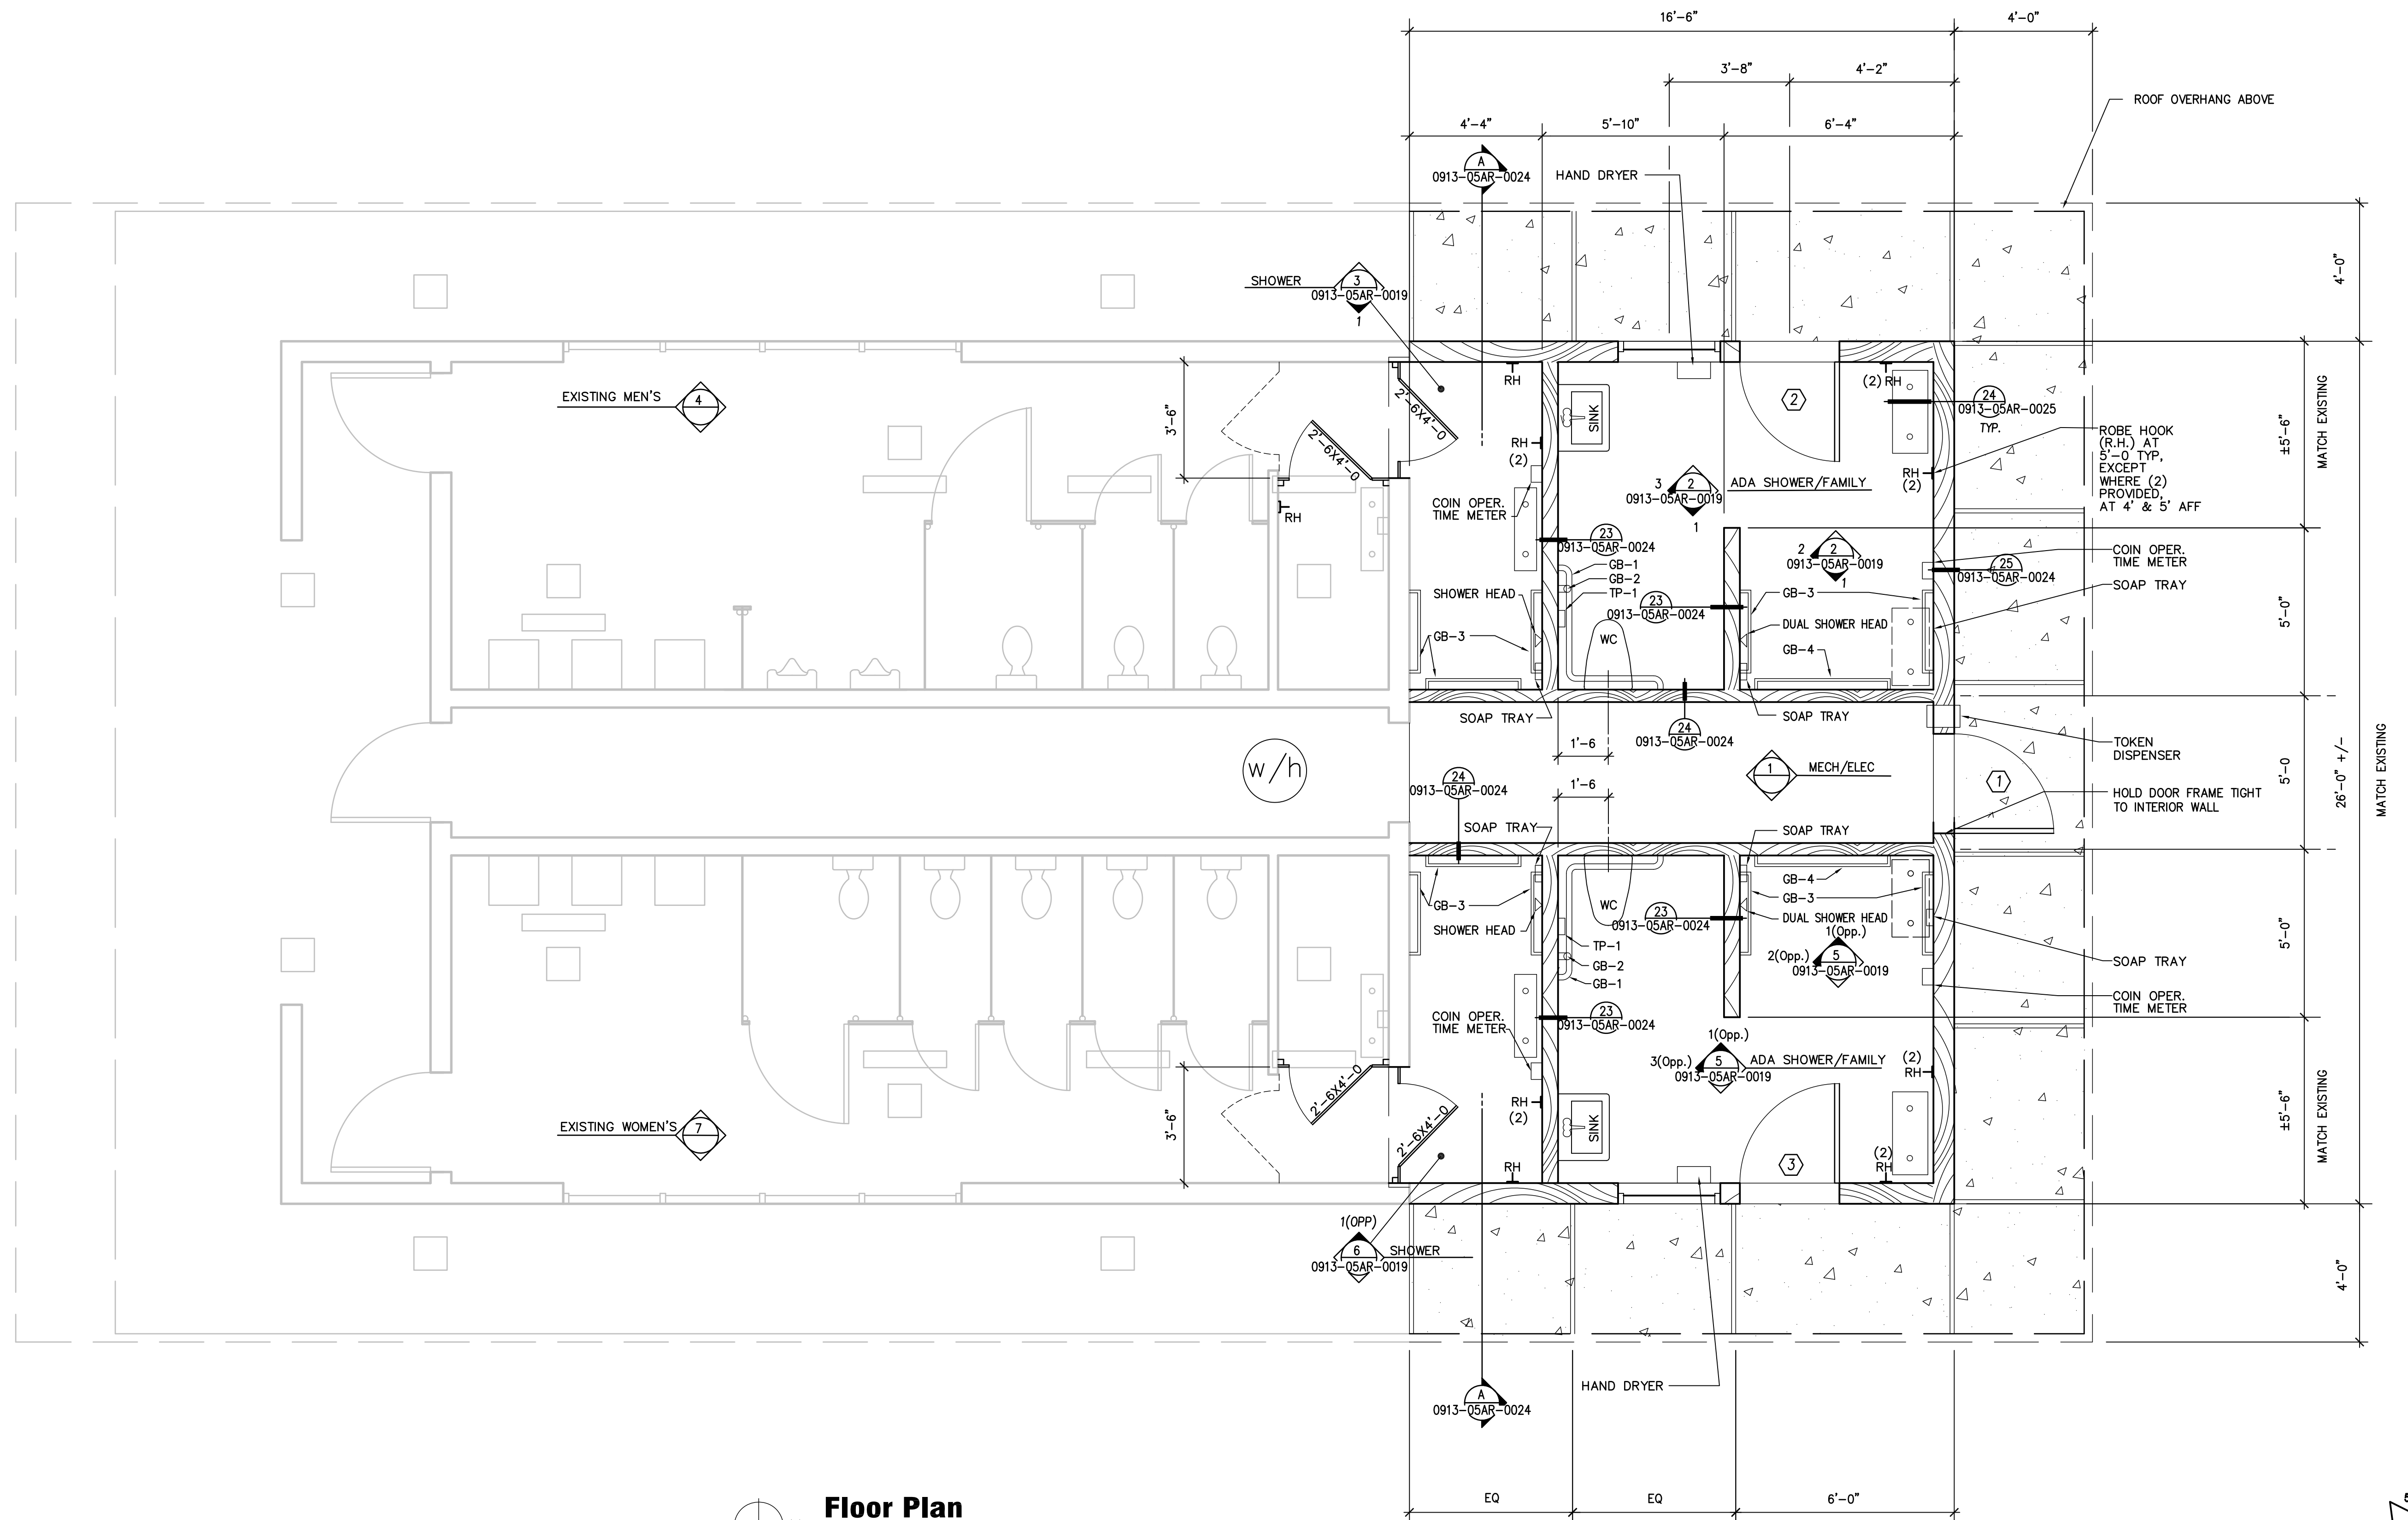 16'-6"
4'-0"
3'-8"
4'-2"
ROOF OVERHANG ABOVE
4'-4"
5'-10"
6'-4"
A
0913-05AR-0024
HAND DRYER
SHOWER
3
0913-05AR-0019
1
4'-0"
EXISTING MEN'S
4
3'-6"
2'-6X4'-0
2'-6X4'-0
RH
RH
(2)
RH
SINK
2
(2) RH
24
0913-05AR-0025
TYP.
ROBE HOOK
(R.H.) AT
5'-0 TYP,
EXCEPT
WHERE (2)
PROVIDED,
AT 4' & 5' AFF
±5'-6"
MATCH EXISTING
RH
(2)
3
2
0913-05AR-0019
1
ADA SHOWER/FAMILY
COIN OPER.
TIME METER
23
0913-05AR-0024
GB-1
GB-2
TP-1
23
0913-05AR-0024
2
2
0913-05AR-0019
1
25
0913-05AR-0024
COIN OPER.
TIME METER
SOAP TRAY
SHOWER HEAD
GB-3
WC
GB-3
DUAL SHOWER HEAD
GB-4
5'-0"
SOAP TRAY
24
0913-05AR-0024
SOAP TRAY
1'-6
TOKEN
DISPENSER
w/h
1
MECH/ELEC
1
5'-0
26'-0" +/-
MATCH EXISTING
24
0913-05AR-0024
1'-6
HOLD DOOR FRAME TIGHT
TO INTERIOR WALL
SOAP TRAY
SOAP TRAY
GB-3
SHOWER HEAD
WC
23
0913-05AR-0024
TP-1
GB-2
GB-1
GB-4
GB-3
DUAL SHOWER HEAD
1(Opp.)
2(Opp.)
5
0913-05AR-0019
SOAP TRAY
5'-0"
COIN OPER.
TIME METER
COIN OPER.
TIME METER
23
0913-05AR-0024
1(Opp.)
3(Opp.)
5
0913-05AR-0019
ADA SHOWER/FAMILY
(2)
RH
EXISTING WOMEN'S
7
3'-6"
2'-6X4'-0
2'-6X4'-0
RH
(2)
RH
SINK
3
(2)
RH
±5'-6"
MATCH EXISTING
1(OPP)
6
0913-05AR-0019
SHOWER
4'-0"
HAND DRYER
A
0913-05AR-0024
EQ
EQ
6'-0"
Floor Plan